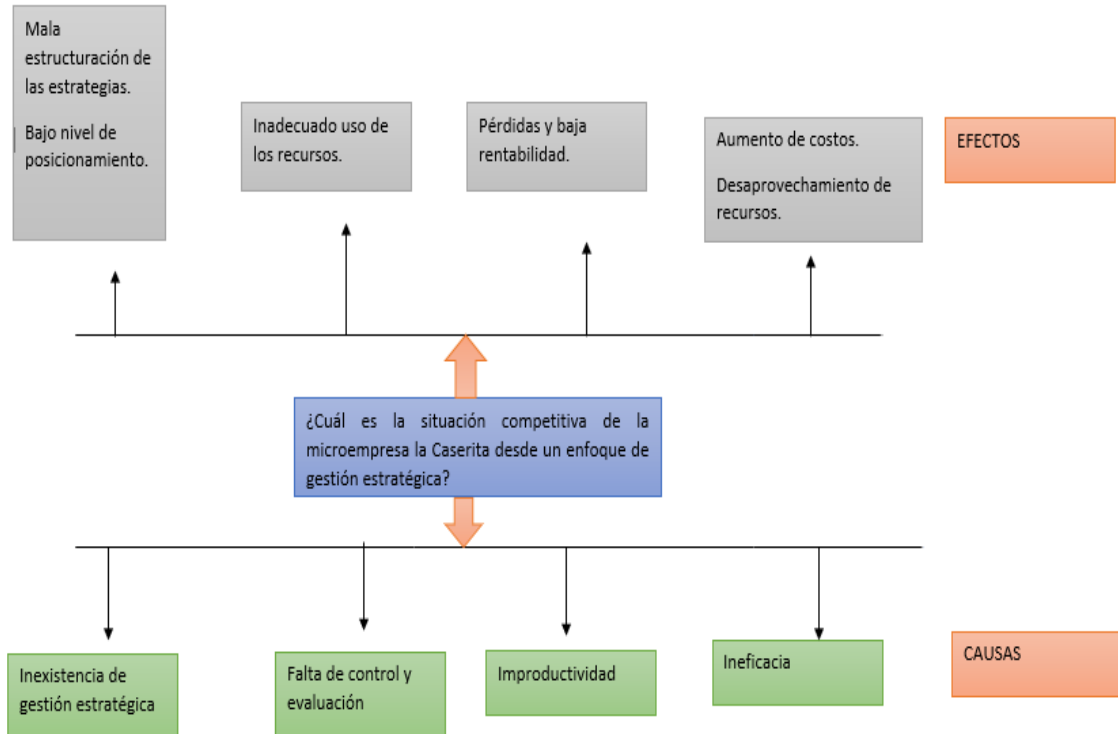 Mala
estructuración de
las estrategias.
Bajo nivel de
posicionamiento.
Inadecuado uso de
los recursos.
Pérdidas y baja
rentabilidad.
Aumento de costos.
Desaprovechamiento de
recursos.
EFECTOS
¿Cuál es la situación competitiva de la
microempresa la Caserita desde un enfoque de
gestión estratégica?
Inexistencia de
gestión estratégica
Falta de control y
evaluación
Improductividad
Ineficacia
CAUSAS